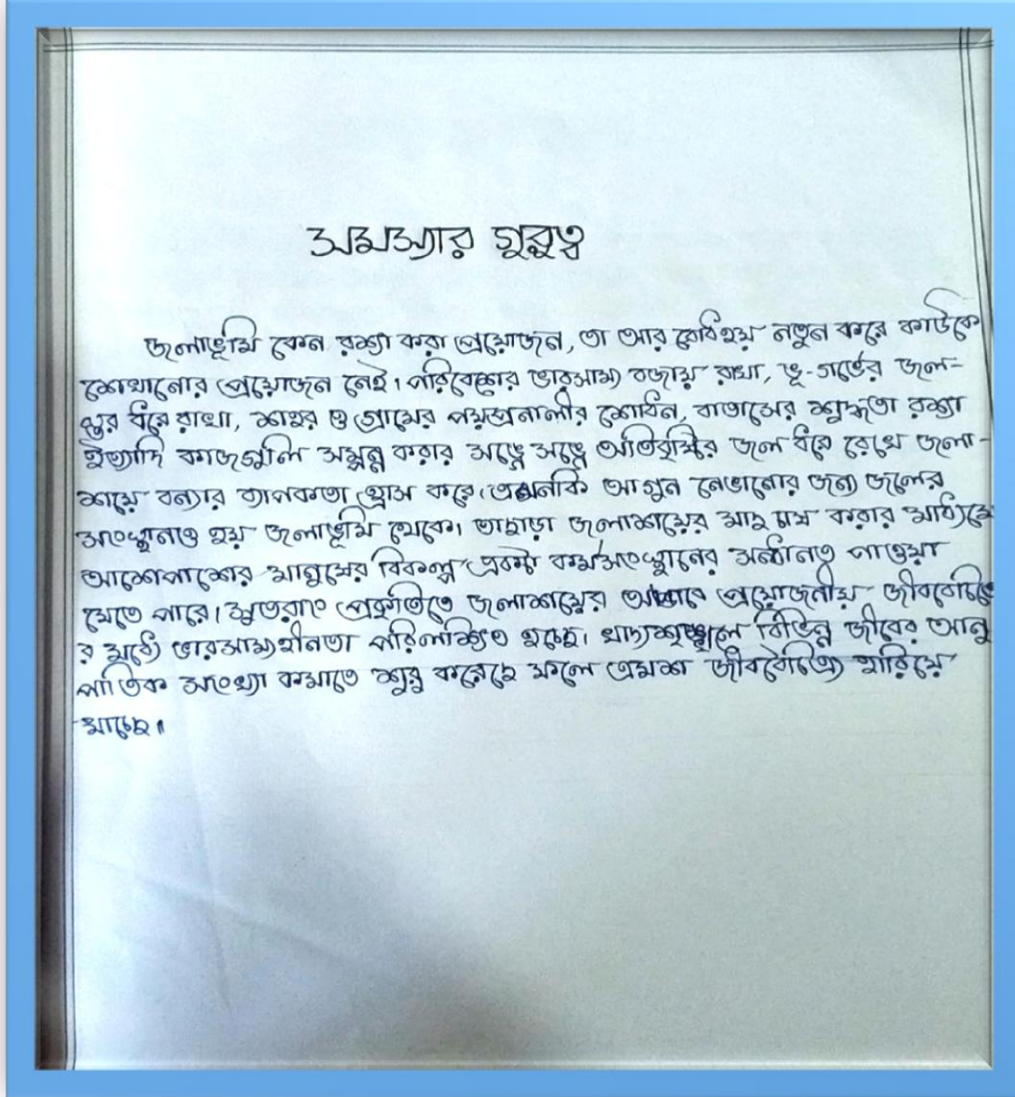 সমস্যার গুরুত্ব
জলাভূমি কেন রক্ষা করা প্রয়োজন, তা আর বোধহয় নতুন করে কাউকে
শেখানোর প্রয়োজন নেই। পরিবেশের ভারসাম্য বজায় রাখা, ভূ-গর্ভের জল-
স্তর ধরে রাখা, শহর ও গ্রামের পয়ঃপ্রনালীর শোধন, বাতাসের শুদ্ধতা রক্ষা
ইত্যাদি কাজগুলি সম্পন্ন করার সঙ্গে সঙ্গে অতিবৃষ্টির জল ধরে রেখে জলা-
শয়ে বন্যার ব্যাপকতা হ্রাস করে। এমনকি আগুন নেভানোর জন্য জলের
সংস্থানও হয় জলাভূমি থেকে। তাছাড়া জলাশয়ের মাছ চাষ করার মাধ্যমে
আশেপাশের মানুষের বিকল্প একটা কর্মসংস্থানের সন্ধানও পাওয়া
যেতে পারে। সুতরাং প্রকৃতিতে জলাশয়ের অভাবে প্রয়োজনীয় জীববৈচিত্রে
র মধ্যে ভারসাম্যহীনতা পরিলক্ষিত হচ্ছে। খাদ্যশৃঙ্খলে বিভিন্ন জীবের আনু
পাতিক সংখ্যা কমাতে শুরু করেছে ফলে ক্রমশ জীববৈচিত্র্য হারিয়ে
যাচ্ছে।